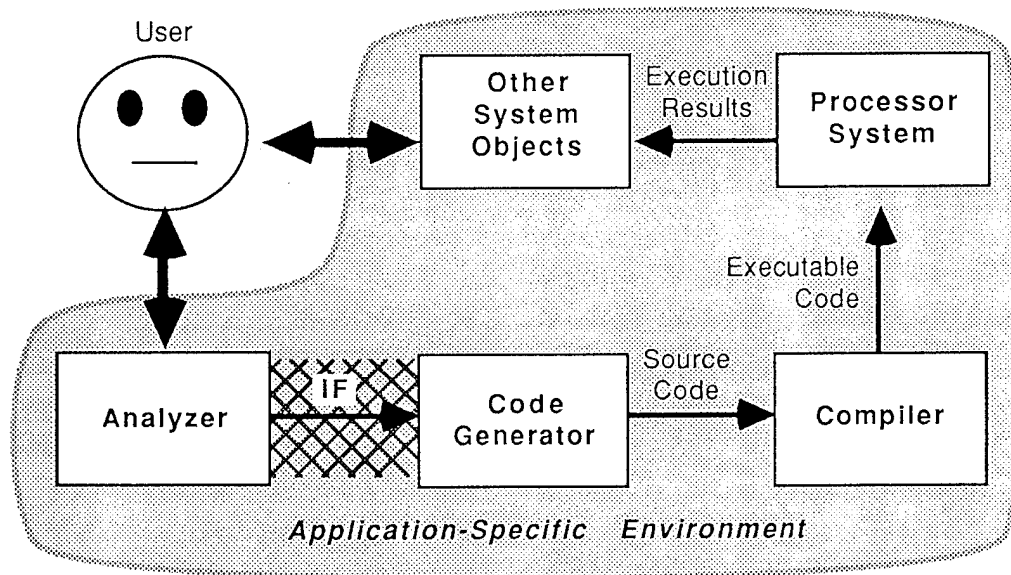 User
Other
System
Objects
Execution
Results
Processor
System
Executable
Code
Analyzer
IF
Code
Generator
Source
Code
Compiler
Application-Specific Environment